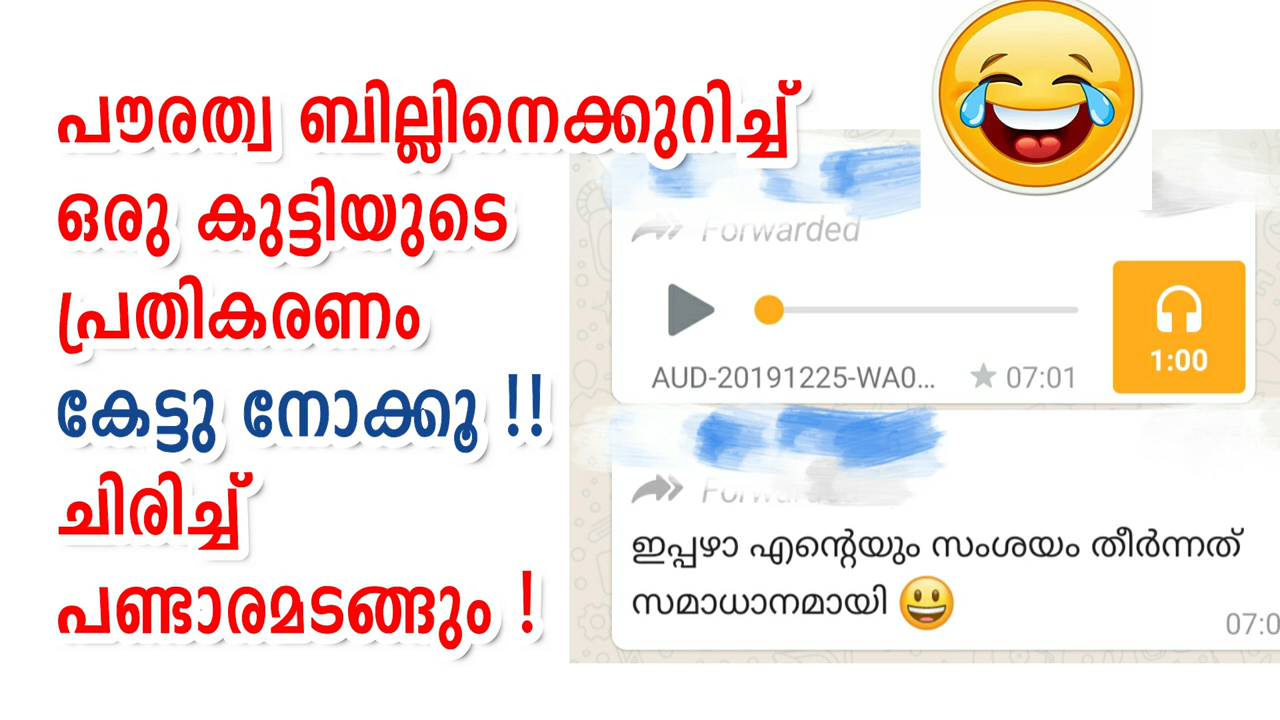 പൗരത്വ ബില്ലിനെക്കുറിച്ച്
ഒരു കുട്ടിയുടെ
പ്രതികരണം
കേട്ടു നോക്കൂ !!
ചിരിച്ച്
പണ്ടാരമടങ്ങും !
Forwarded
1:00
AUD-20191225-WA0... ★ 07:01
Forwarded
ഇപ്പഴാ എന്റെയും സംശയം തീർന്നത്
സമാധാനമായി 😃
07:0